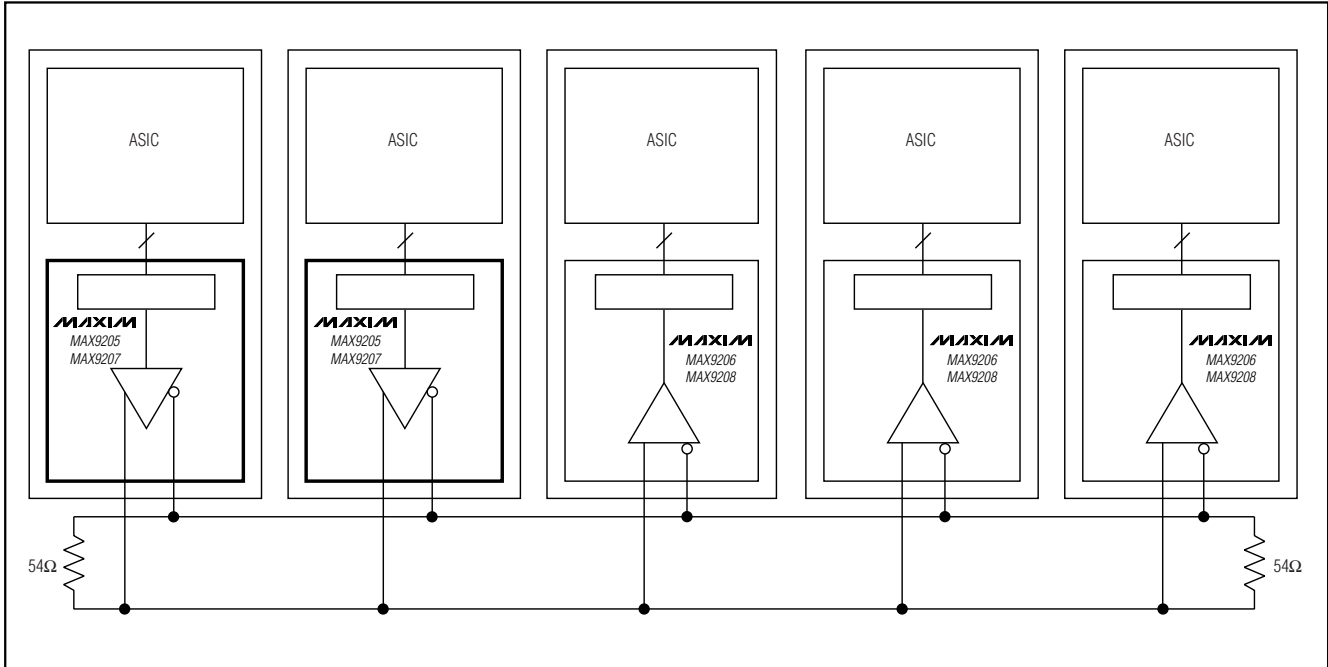 ASIC
ASIC
ASIC
ASIC
ASIC
MAXIM
MAX9205
MAX9207
MAXIM
MAX9205
MAX9207
MAXIM
MAX9206
MAX9208
MAXIM
MAX9206
MAX9208
MAXIM
MAX9206
MAX9208
54Ω
54Ω